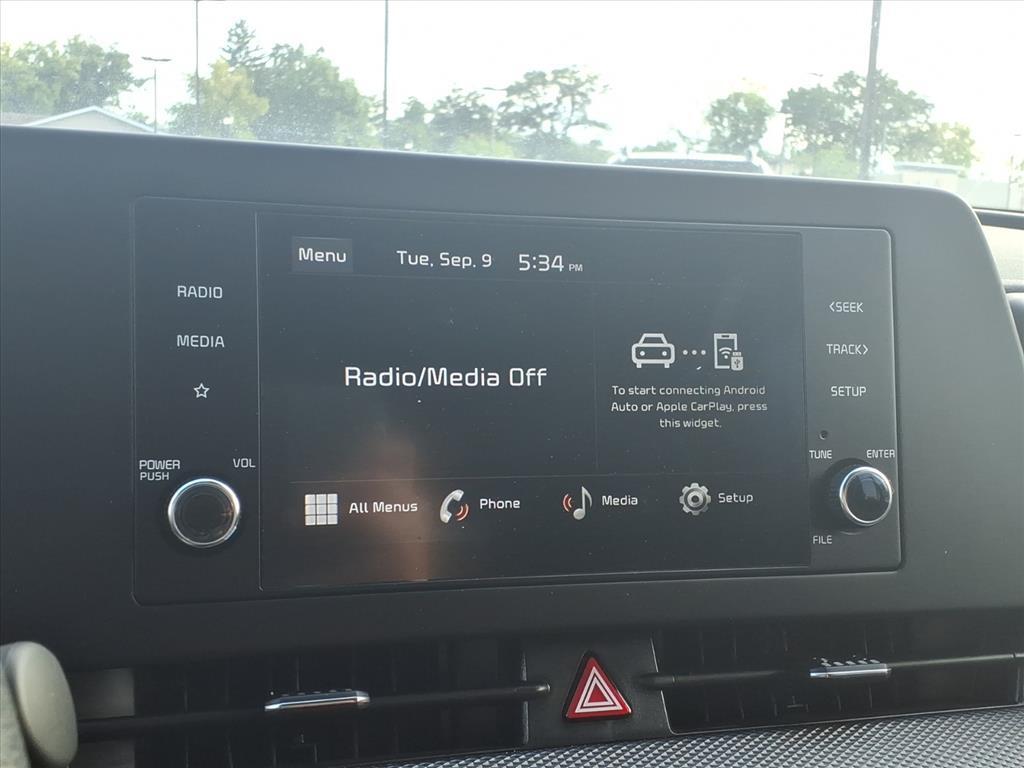 Menu
Tue, Sep. 9
5:34 PM
RADIO
MEDIA
POWER
PUSH
VOL
Radio/Media Off
To start connecting Android
Auto or Apple CarPlay, press
this widget.
All Menus
Phone
Media
Setup
<SEEK
TRACK>
SETUP
TUNE
ENTER
FILE